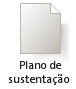 Plano de
sustentação